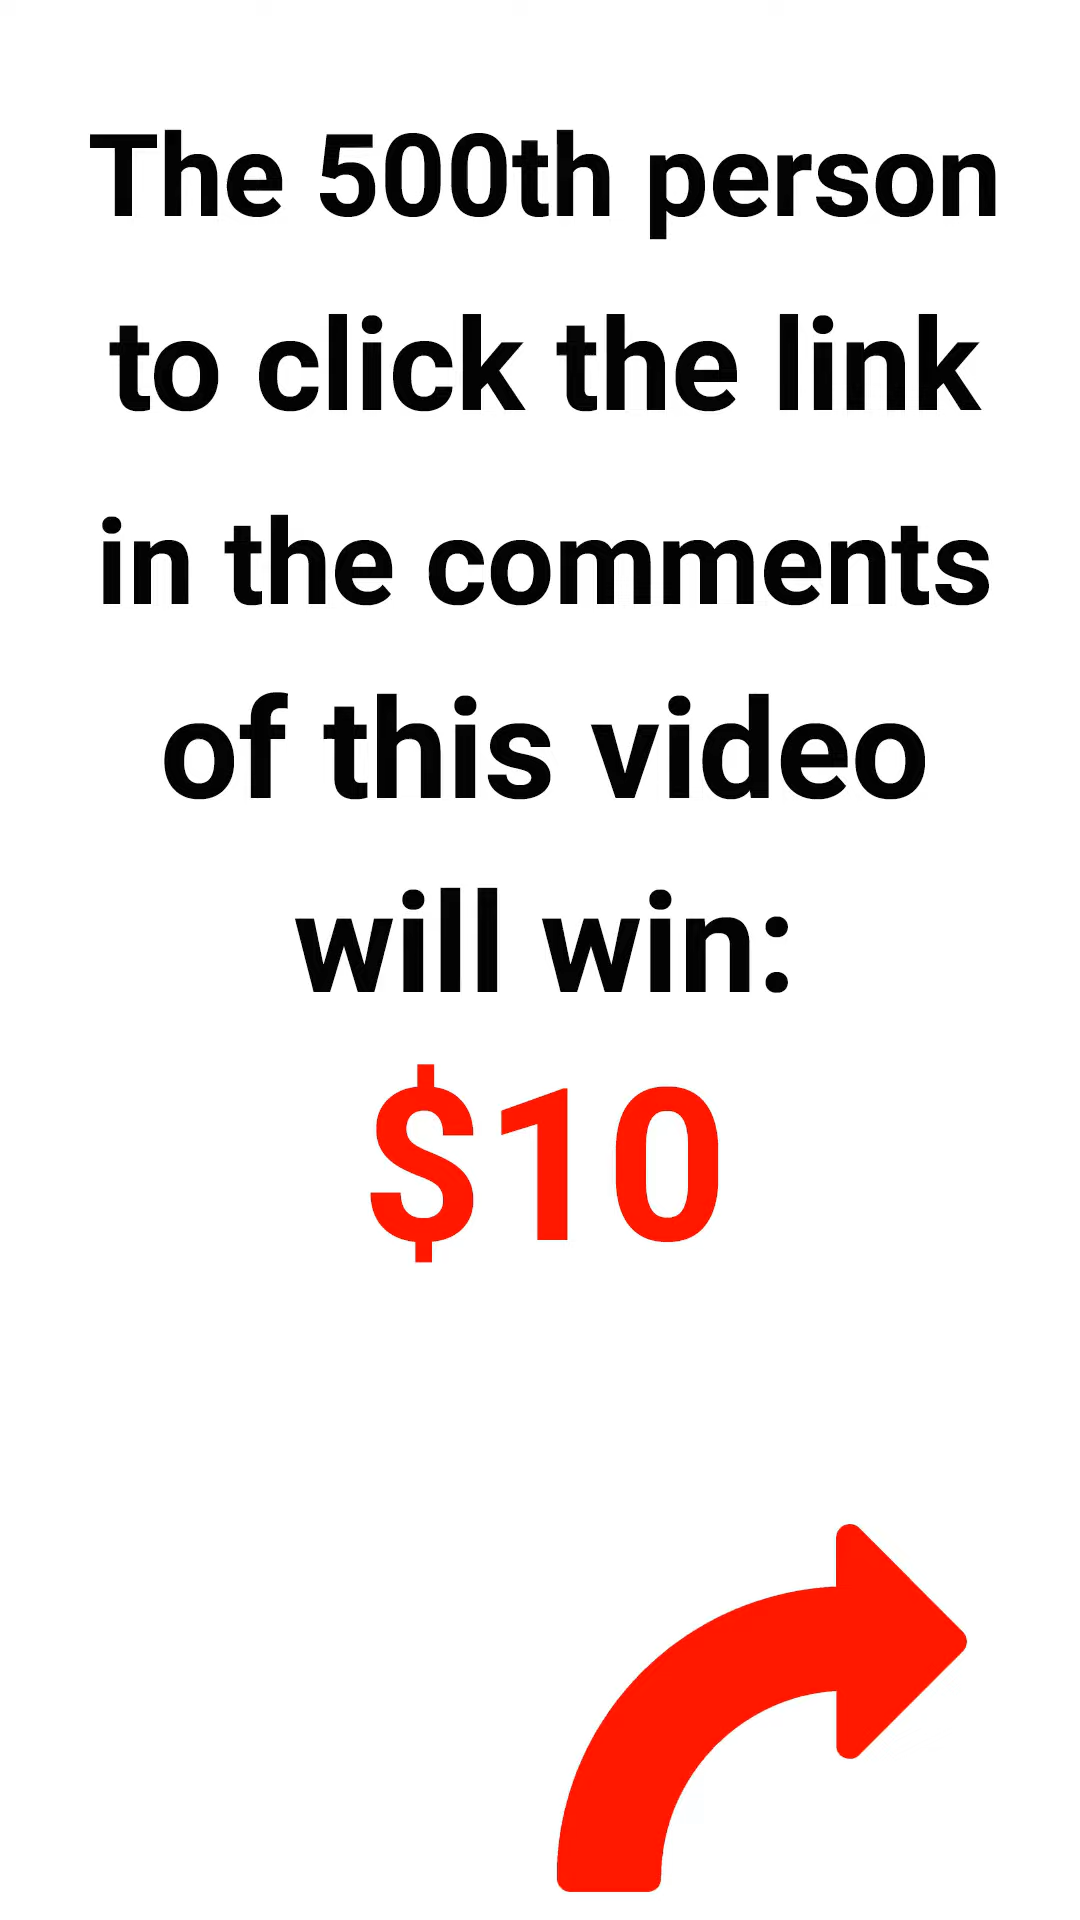 The 500th person
to click the link
in the comments
of this video
will win:
$10